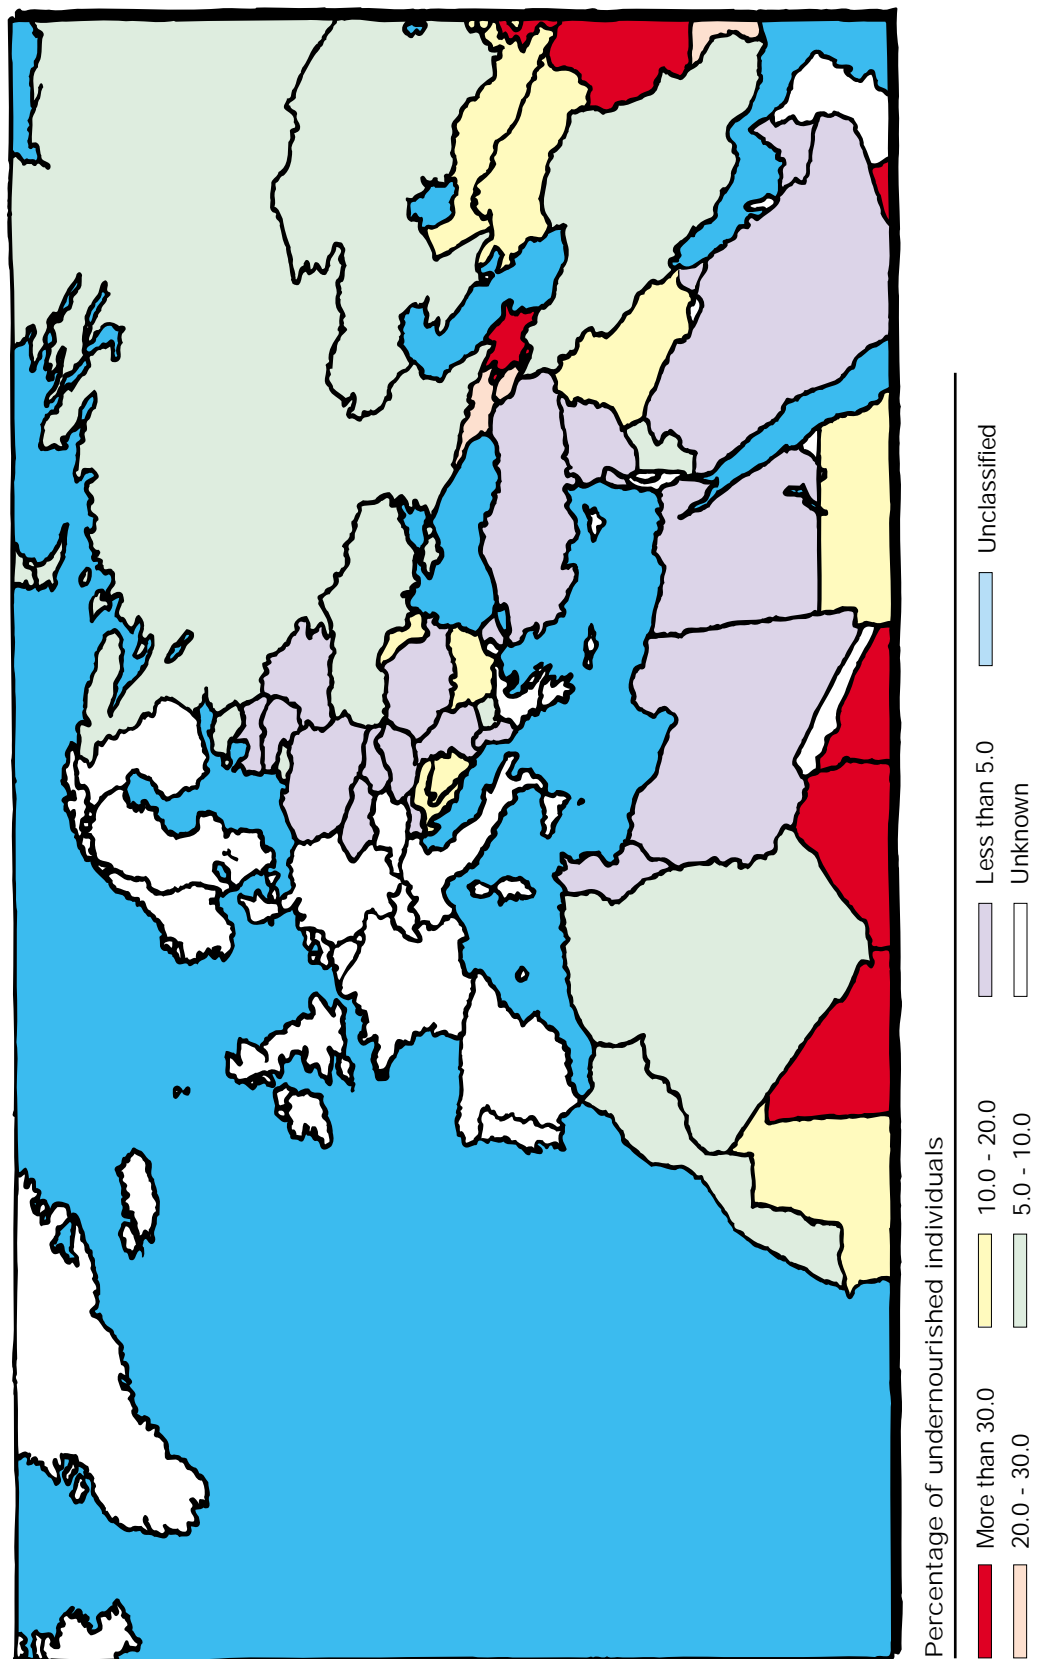 Percentage of undernourished individuals
More than 30.0
10.0 - 20.0
Less than 5.0
Unclassified
20.0 - 30.0
5.0 - 10.0
Unknown